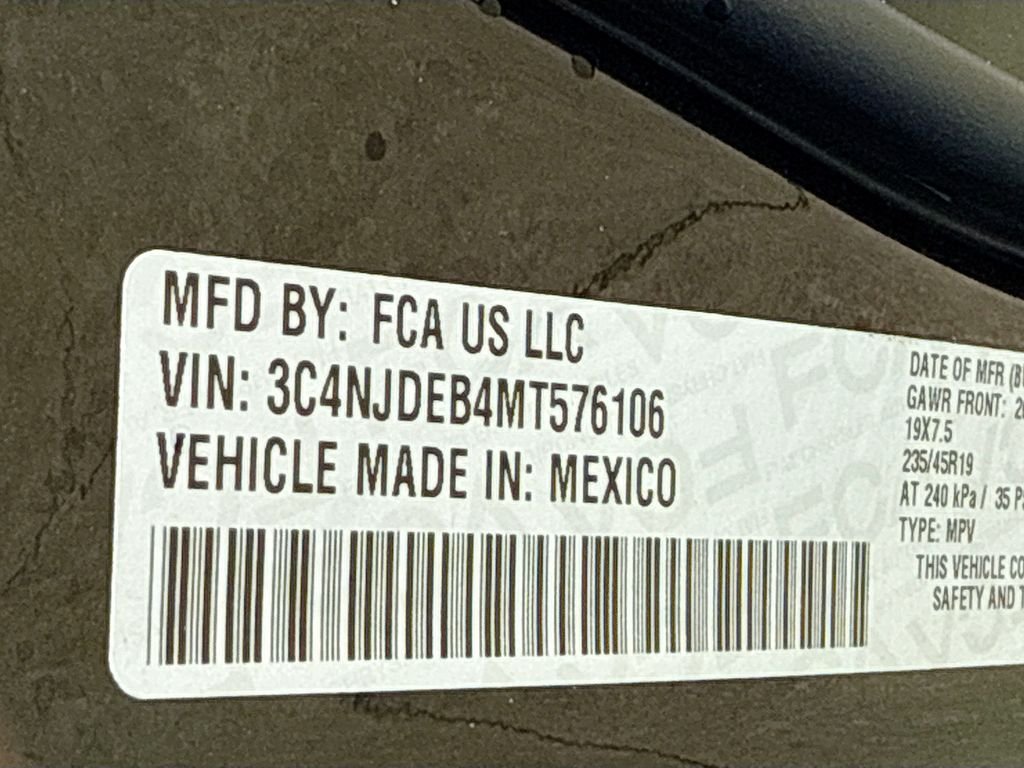 MFD BY: FCA US LLC
VIN: 3C4NJDEB4MT576106
VEHICLE MADE IN: MEXICO
DATE OF MFR
GAWR FRONT:
19X7.5
235/45R19
AT 240 kPa / 35
TYPE: MPV
THIS VEHICLE
SAFETY AND